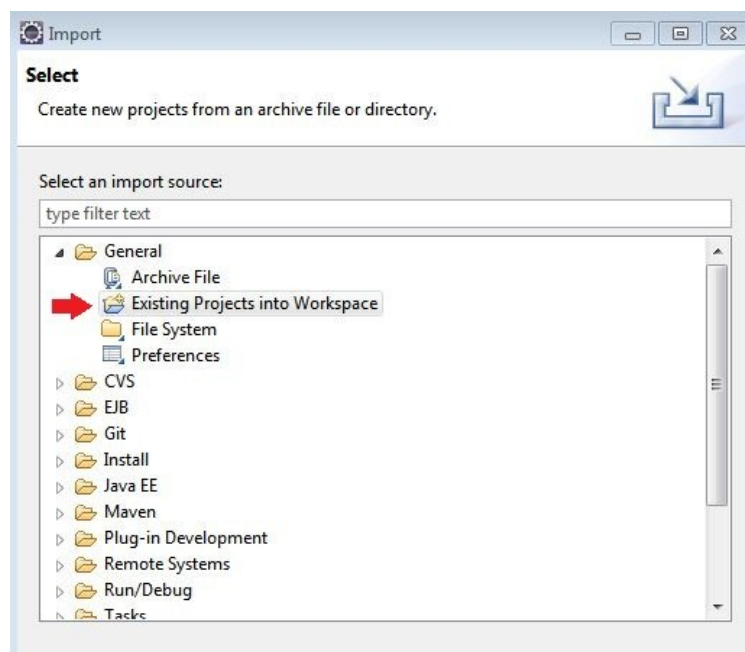 Import
Select
Create new projects from an archive file or directory.
Select an import source:
type filter text
General
Archive File
Existing Projects into Workspace
File System
Preferences
CVS
EJB
Git
Install
Java EE
Maven
Plug-in Development
Remote Systems
Run/Debug
Tasks